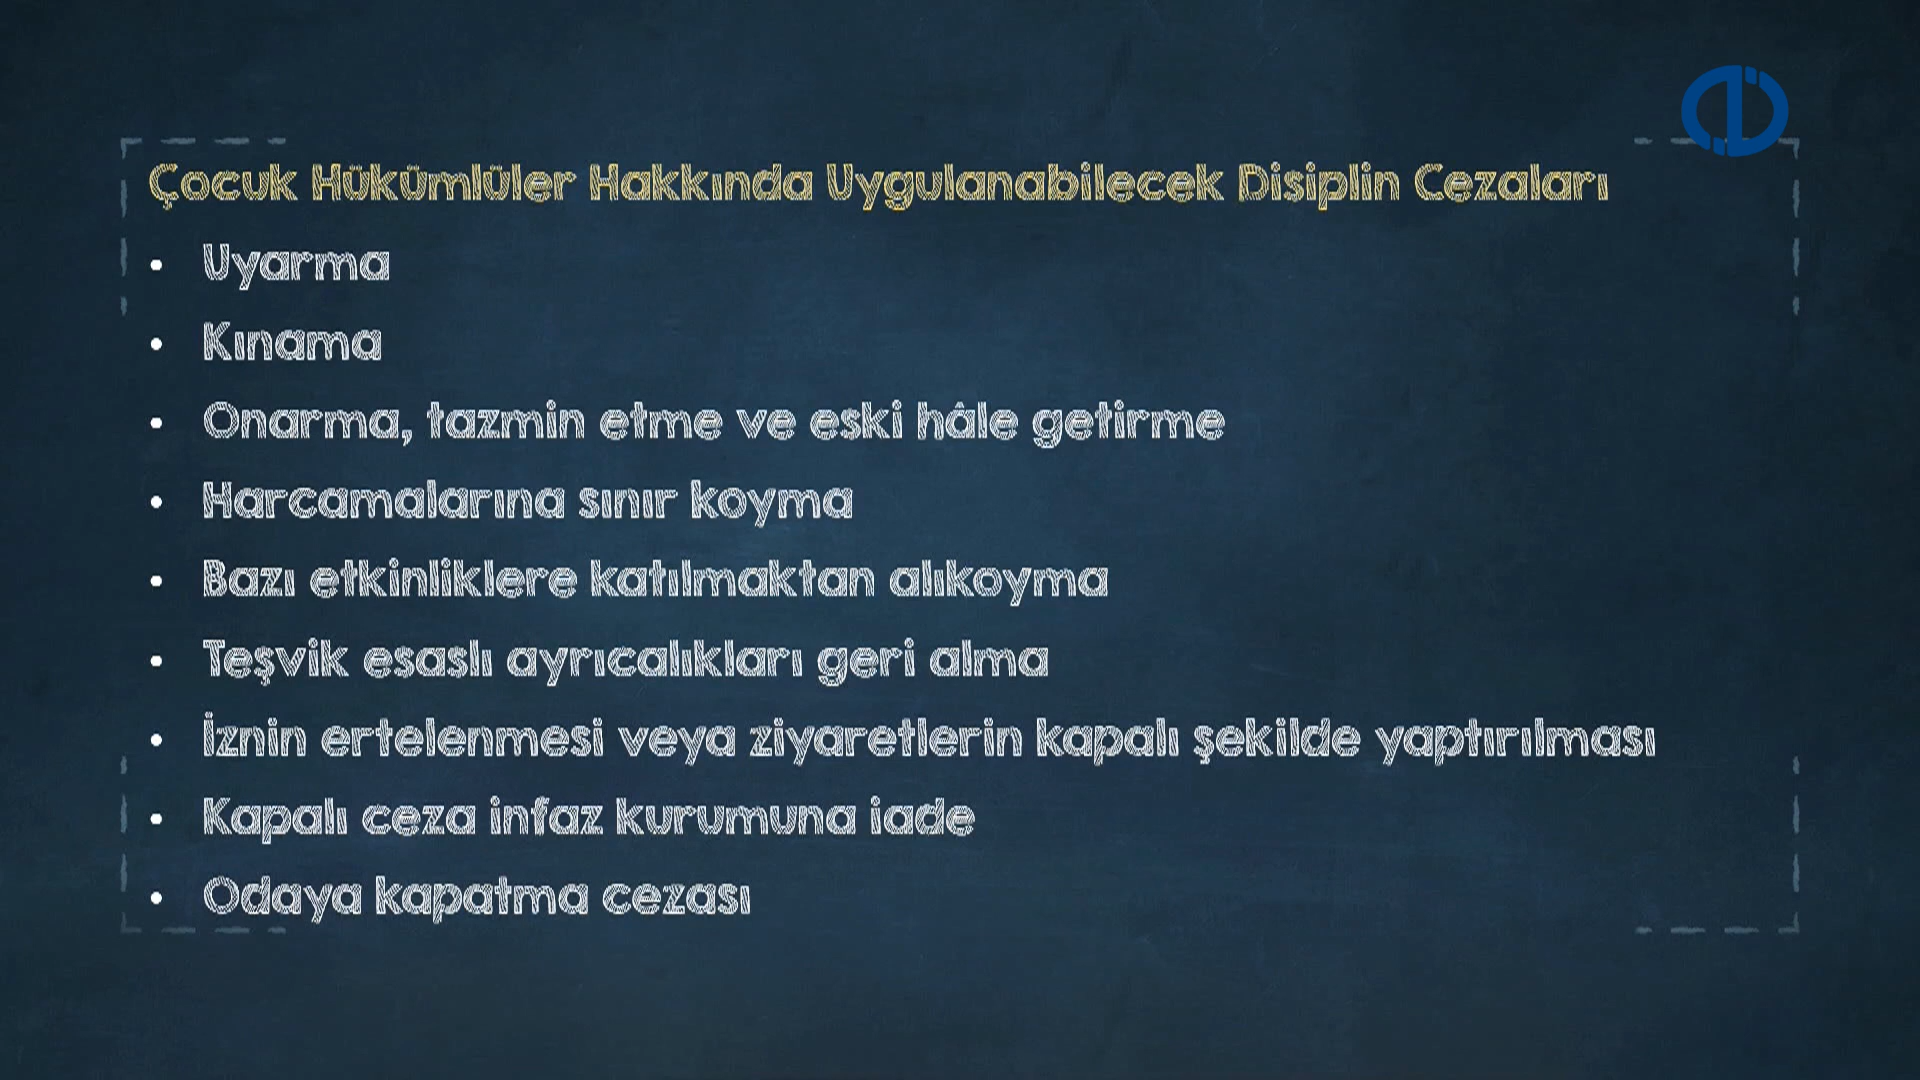 Çocuk Hükümlüler Hakkında Uygulanabilecek Disiplin Cezaları
• Uyarma
• Kınama
• Onarma, tazmin etme ve eski hâle getirme
• Harcamalarına sınır koyma
• Bazı etkinliklere katılmaktan alıkoyma
• Teşvik esaslı ayrıcalıkları geri alma
• İznin ertelenmesi veya ziyaretlerin kapalı şekilde yaptırılması
• Kapalı ceza infaz kurumuna iade
• Odaya kapatma cezası